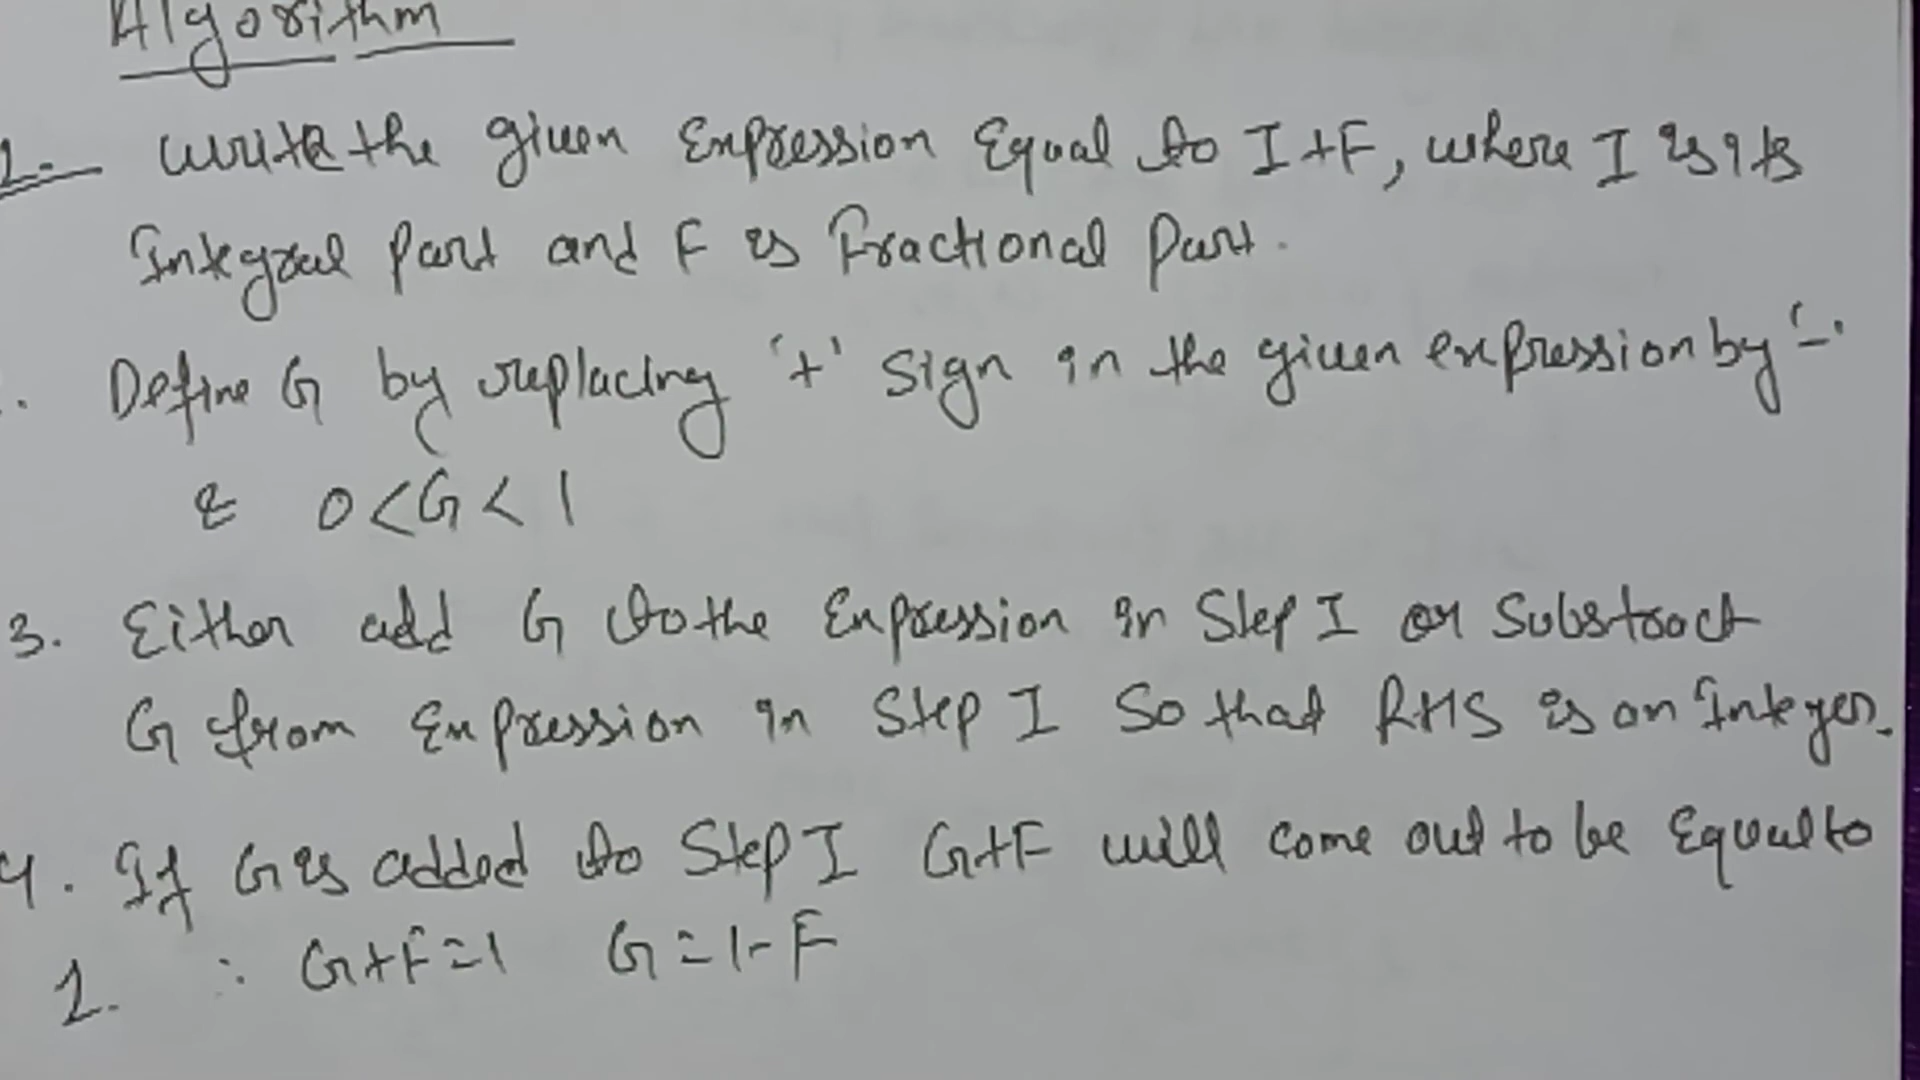 Algorithm
1. write the given Expression Equal to I+F, where I is its
Integral part and F is Fractional Part.
. Define G by replacing '+' sign in the given expression by '-'
& 0<G<1
3. Either add G to the Expression in Step I or Substract
G from Expression in Step I So that RHS is an Integer.
4. If G is added to Step I G+F will come out to be Equal to
1. ∴ G+F=1 G=1-F